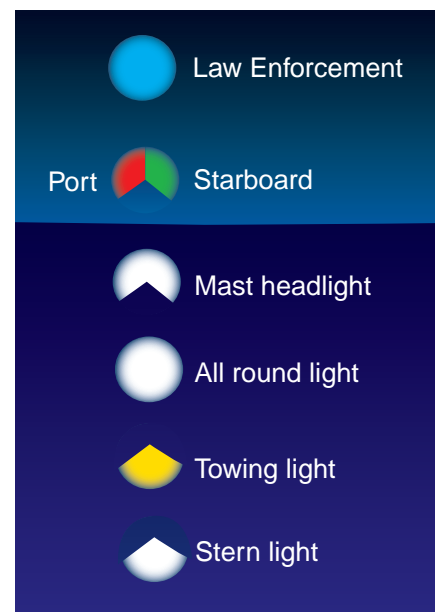 Law Enforcement
Port Starboard
Mast headlight
All round light
Towing light
Stern light